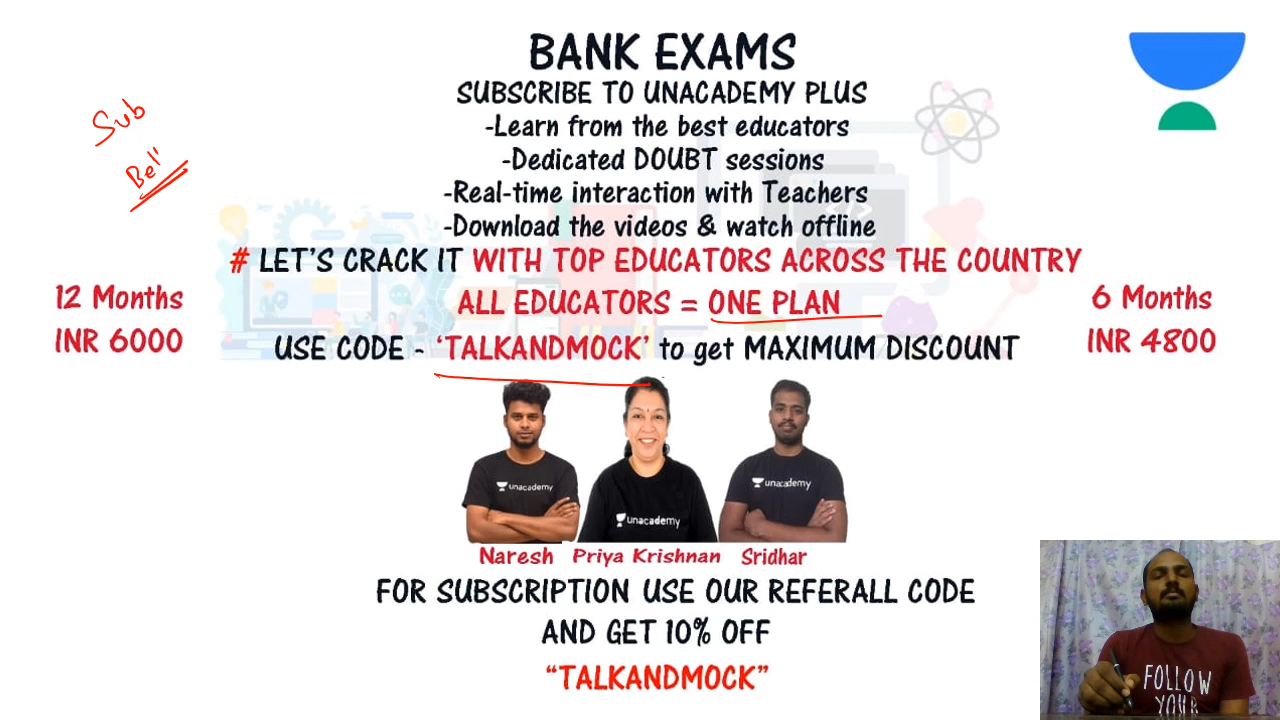 BANK EXAMS
SUBSCRIBE TO UNACADEMY PLUS
-Learn from the best educators
-Dedicated DOUBT sessions
-Real-time interaction with Teachers
-Download the videos & watch offline
# LET'S CRACK IT WITH TOP EDUCATORS ACROSS THE COUNTRY
ALL EDUCATORS = ONE PLAN
USE CODE - 'TALKANDMOCK' to get MAXIMUM DISCOUNT
Sub
Bell
12 Months
INR 6000
6 Months
INR 4800
unacademy
unacademy
unacademy
Naresh Priya Krishnan Sridhar
FOR SUBSCRIPTION USE OUR REFERALL CODE
AND GET 10% OFF
"TALKANDMOCK"
I FOLLOW
YOUR